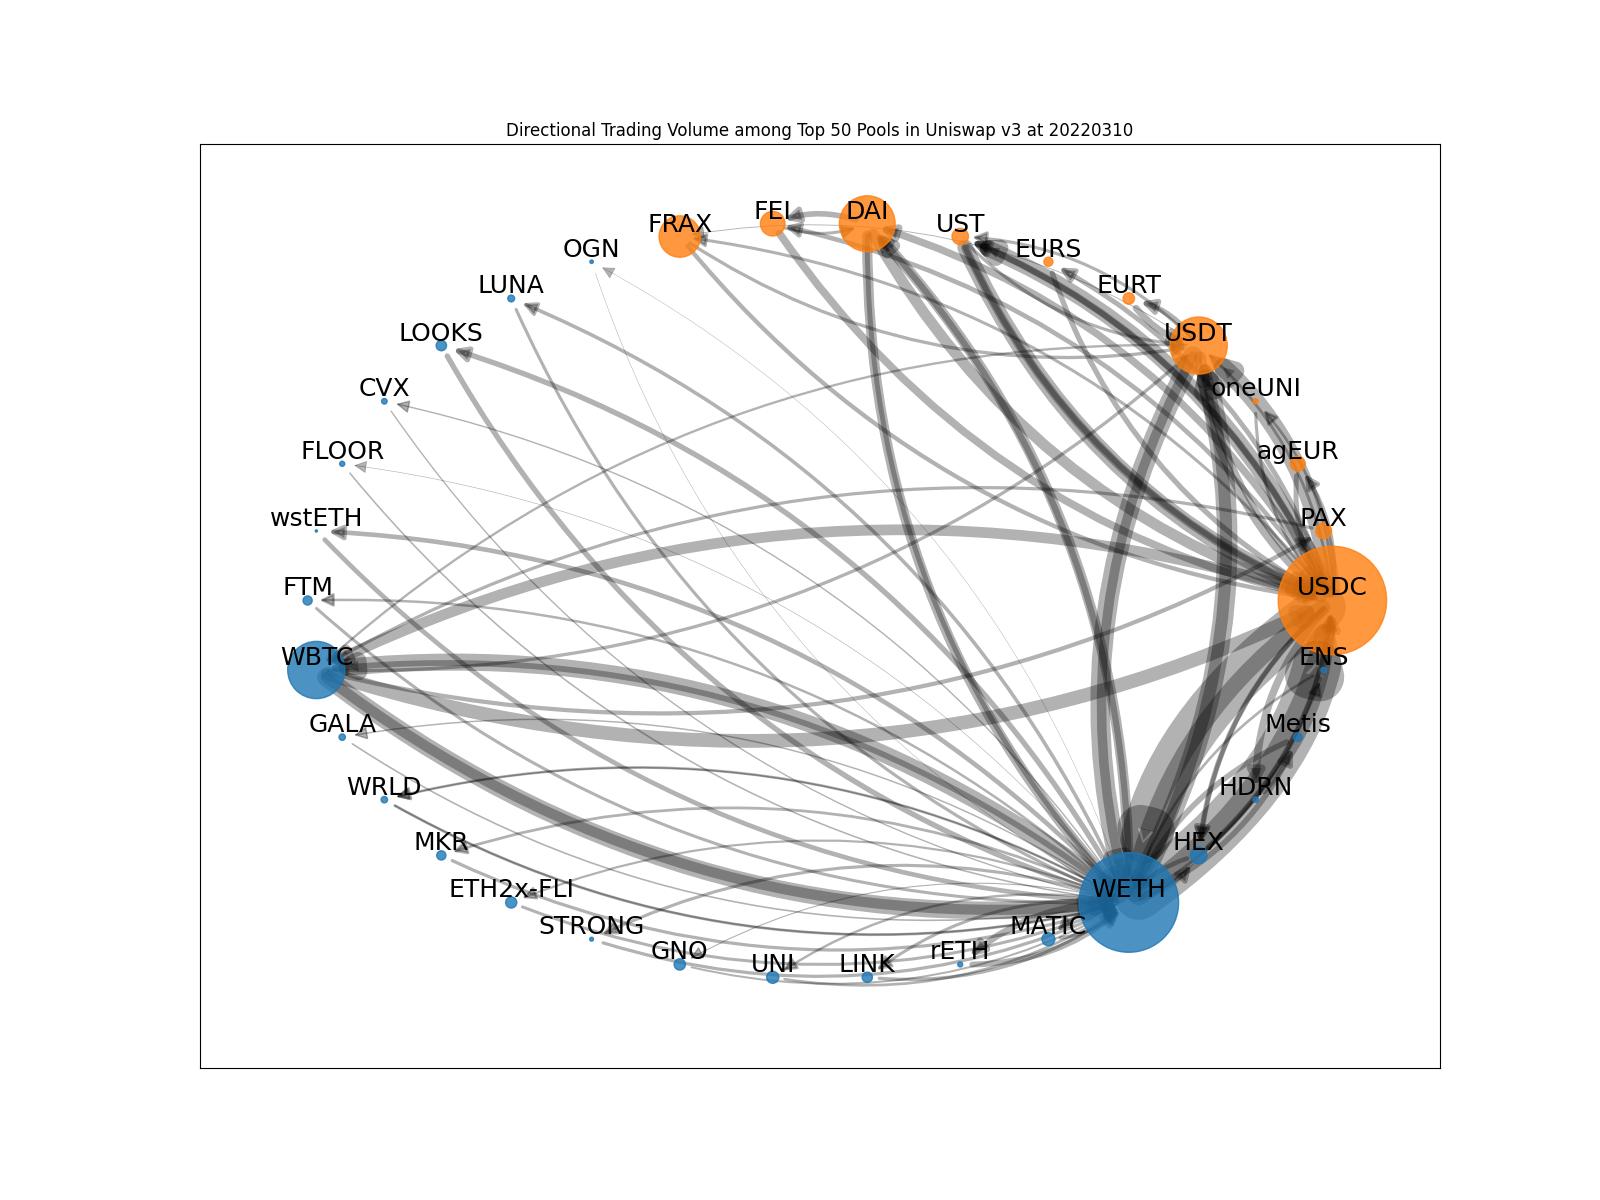 Directional Trading Volume among Top 50 Pools in Uniswap v3 at 20220310
FRAX
FEI
DAI
UST
OGN
EURS
LUNA
EURT
LOOKS
USDT
CVX
oneUNI
FLOOR
agEUR
wstETH
PAX
FTM
USDC
WBTC
ENS
GALA
Metis
WRLD
HDRN
MKR
HEX
ETH2x-FLI
WETH
STRONG
MATIC
GNO
UNI
LINK
rETH